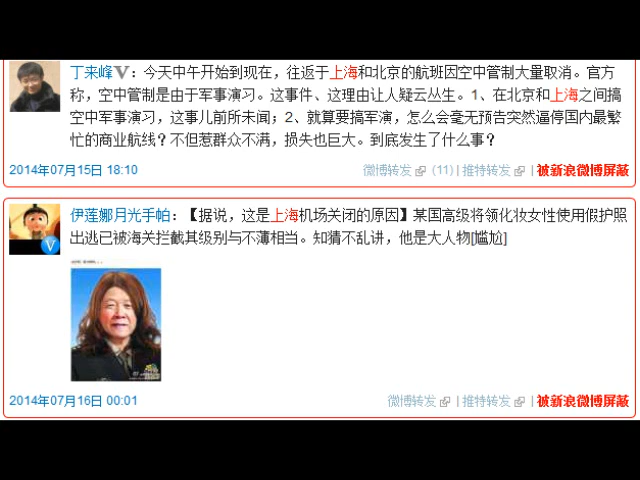 丁来峰V：今天中午开始到现在，往返于上海和北京的航班因空中管制大量取消。官方
称，空中管制是由于军事演习。这事件、这理由让人疑云丛生。1、在北京和上海之间搞
空中军事演习，这事儿前所未闻；2、就算要搞军演，怎么会毫无预告突然逼停国内最繁
忙的商业航线？不但惹群众不满，损失也巨大。到底发生了什么事？
2014年07月15日 18:10 微博转发 (11) | 推特转发 | 被新浪微博屏蔽
伊莲娜月光手帕：【据说，这是上海机场关闭的原因】某国高级将领化妆女性使用假护照
出逃已被海关拦截其级别与不薄相当。知猜不乱讲，他是大人物[尴尬]
2014年07月16日 00:01 微博转发 | 推特转发 | 被新浪微博屏蔽